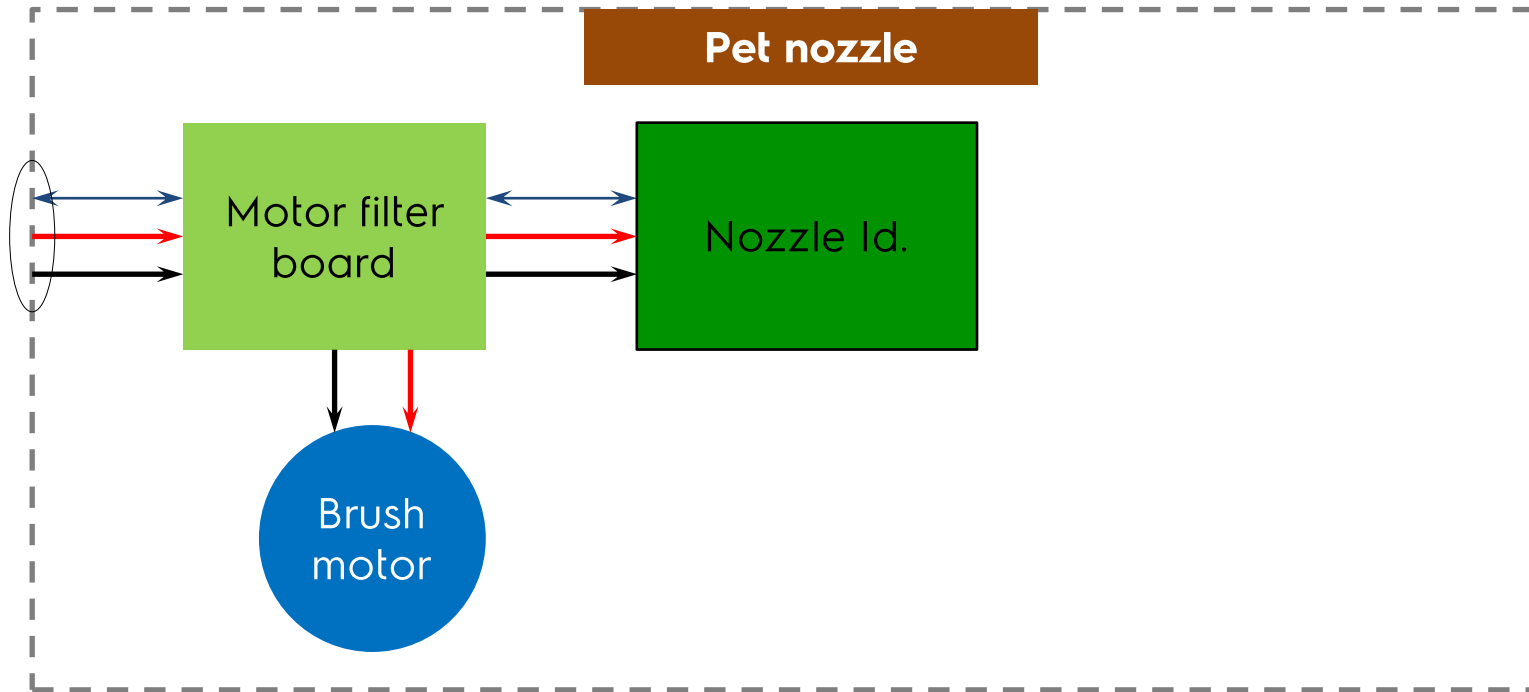 Pet nozzle
Motor filter
board
Nozzle Id.
Brush
motor